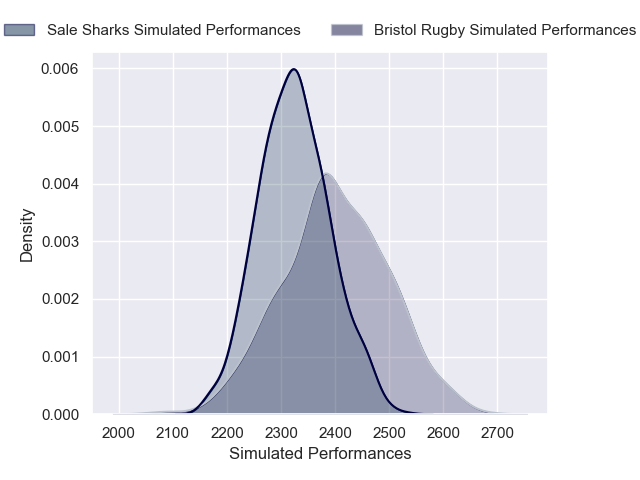 Sale Sharks Simulated Performances
Bristol Rugby Simulated Performances
0.006
0.005
0.004
0.003
0.002
0.001
0.000
Density
2000 2100 2200 2300 2400 2500 2600 2700
Simulated Performances